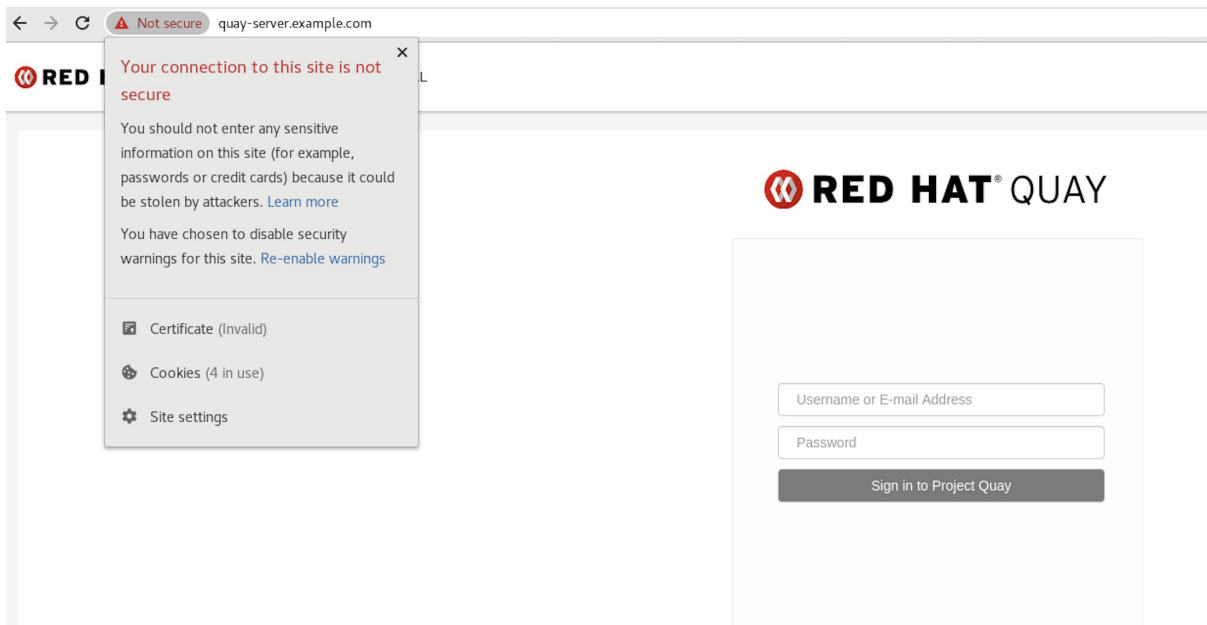 Not secure quay-server.example.com
RED
Your connection to this site is not
secure
You should not enter any sensitive
information on this site (for example,
passwords or credit cards) because it could
be stolen by attackers. Learn more
You have chosen to disable security
warnings for this site. Re-enable warnings
Certificate (Invalid)
Cookies (4 in use)
Site settings
RED HAT® QUAY
Username or E-mail Address
Password
Sign in to Project Quay